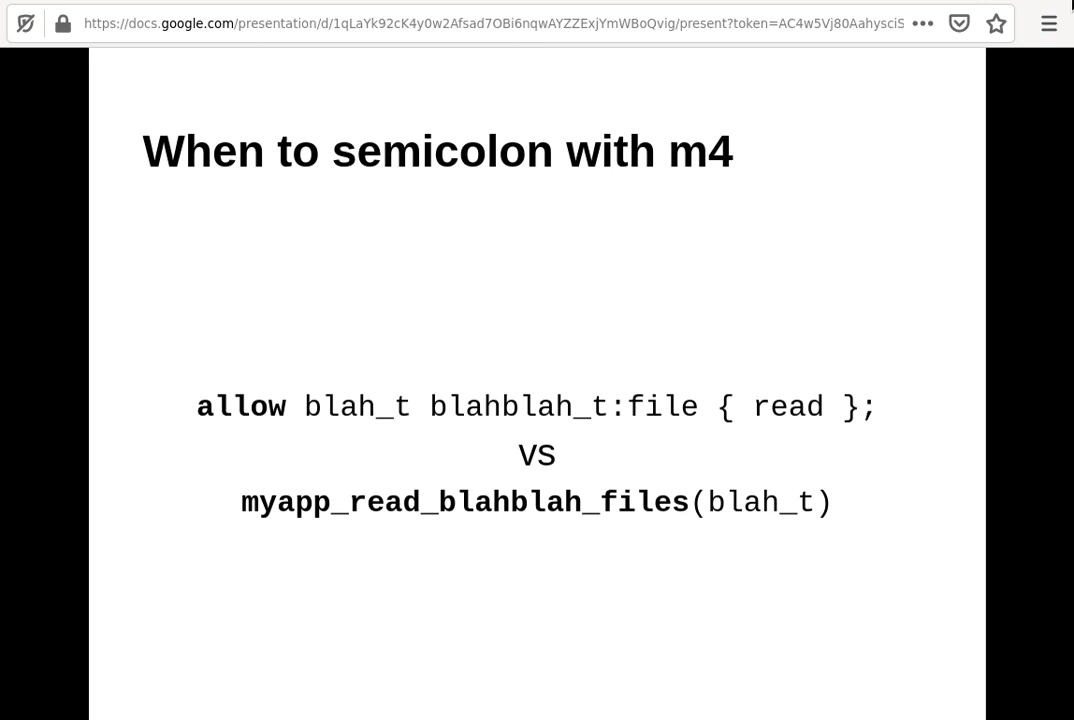 https://docs.google.com/presentation/d/1qLaYk92cK4y0w2Afsad7OBi6nqwAYZZExjYmWBoQvig/present?token=AC4w5Vj80AahysciS
When to semicolon with m4
allow blah_t blahblah_t:file { read };
VS
myapp_read_blahblah_files(blah_t)